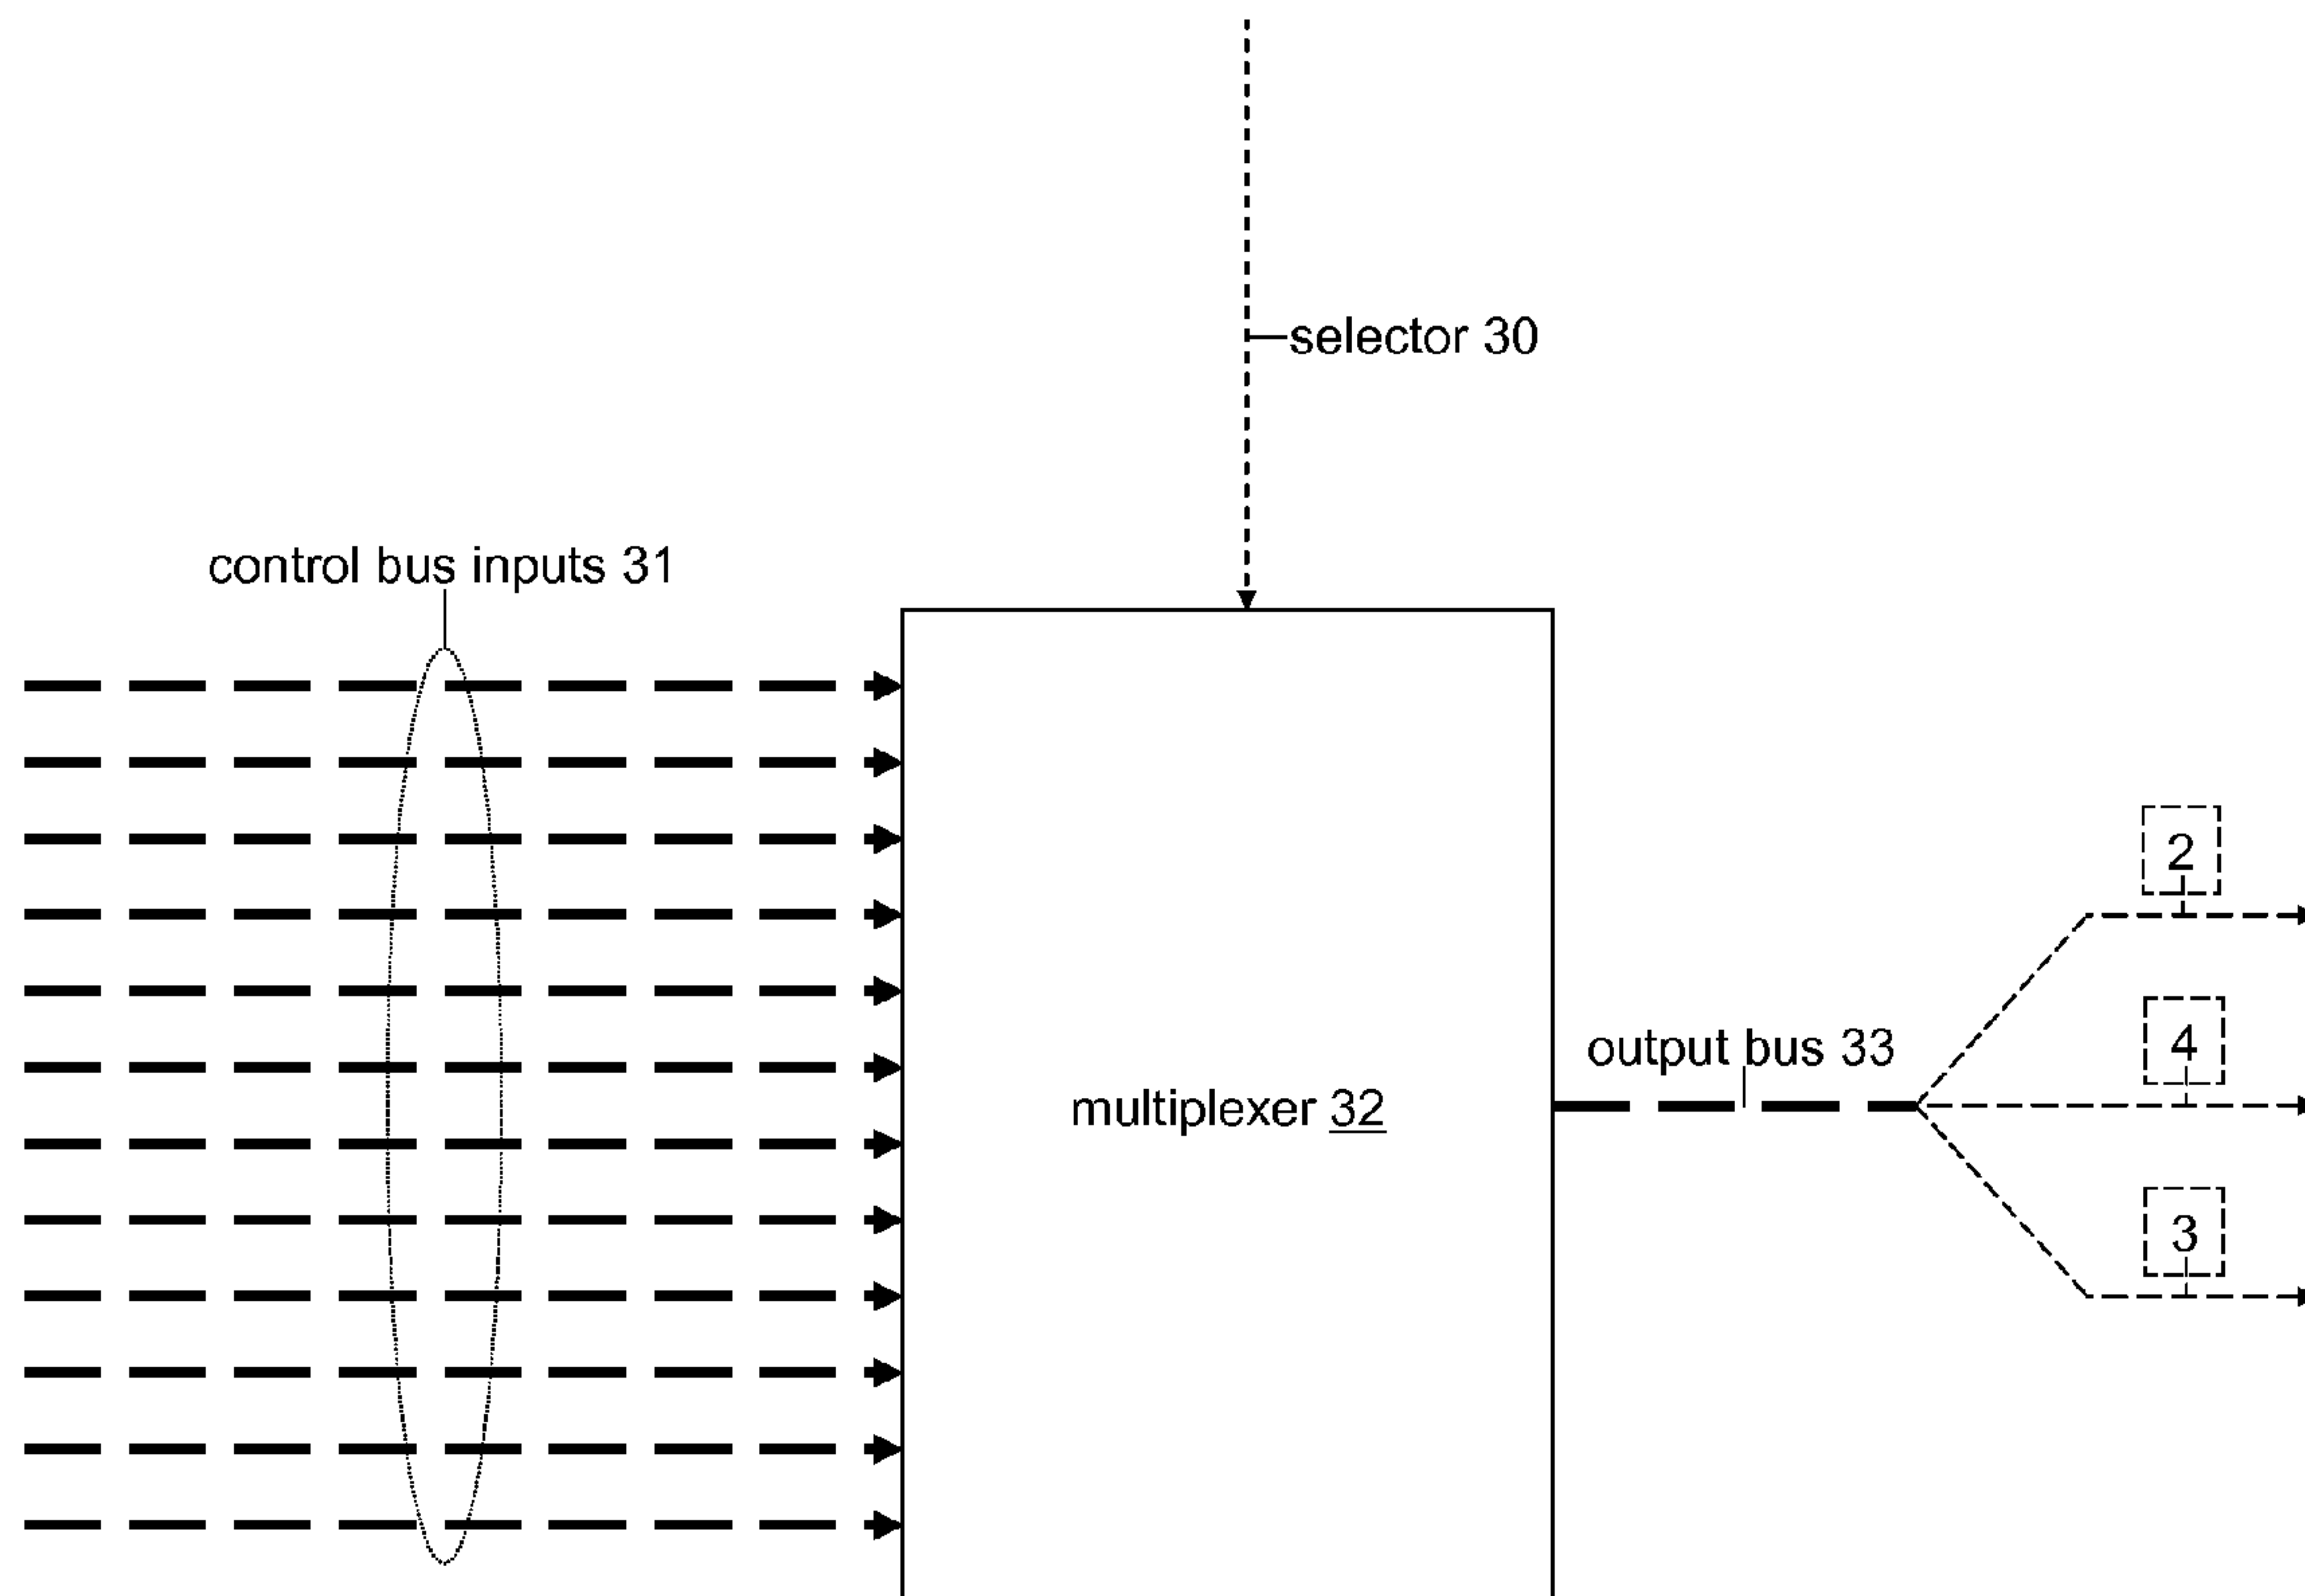 selector 30
control bus inputs 31
2
output bus 33
4
multiplexer 32
3